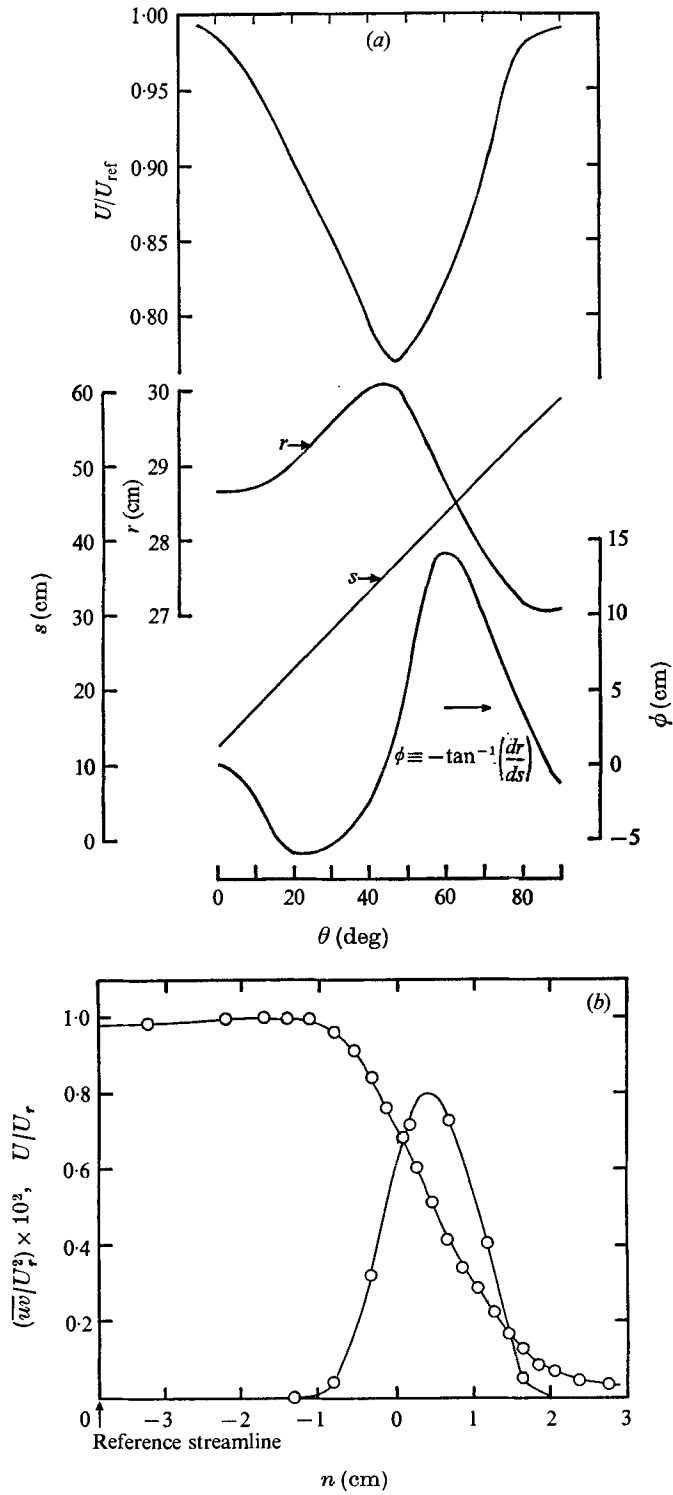 (a)
1·00
0·95
0·90
0·85
0·80
U/U_ref
60
50
40
30
20
10
0
s (cm)
30
29
28
27
r (cm)
r
s
15
10
5
0
−5
ϕ (cm)
ϕ ≡ −tan⁻¹(dr/ds)
0 20 40 60 80
θ (deg)
(b)
1·0
0·8
0·6
0·4
0·2
0
(\overline{uv}/U_r²) × 10², U/U_r
−3 −2 −1 0 1 2 3
Reference streamline
n (cm)